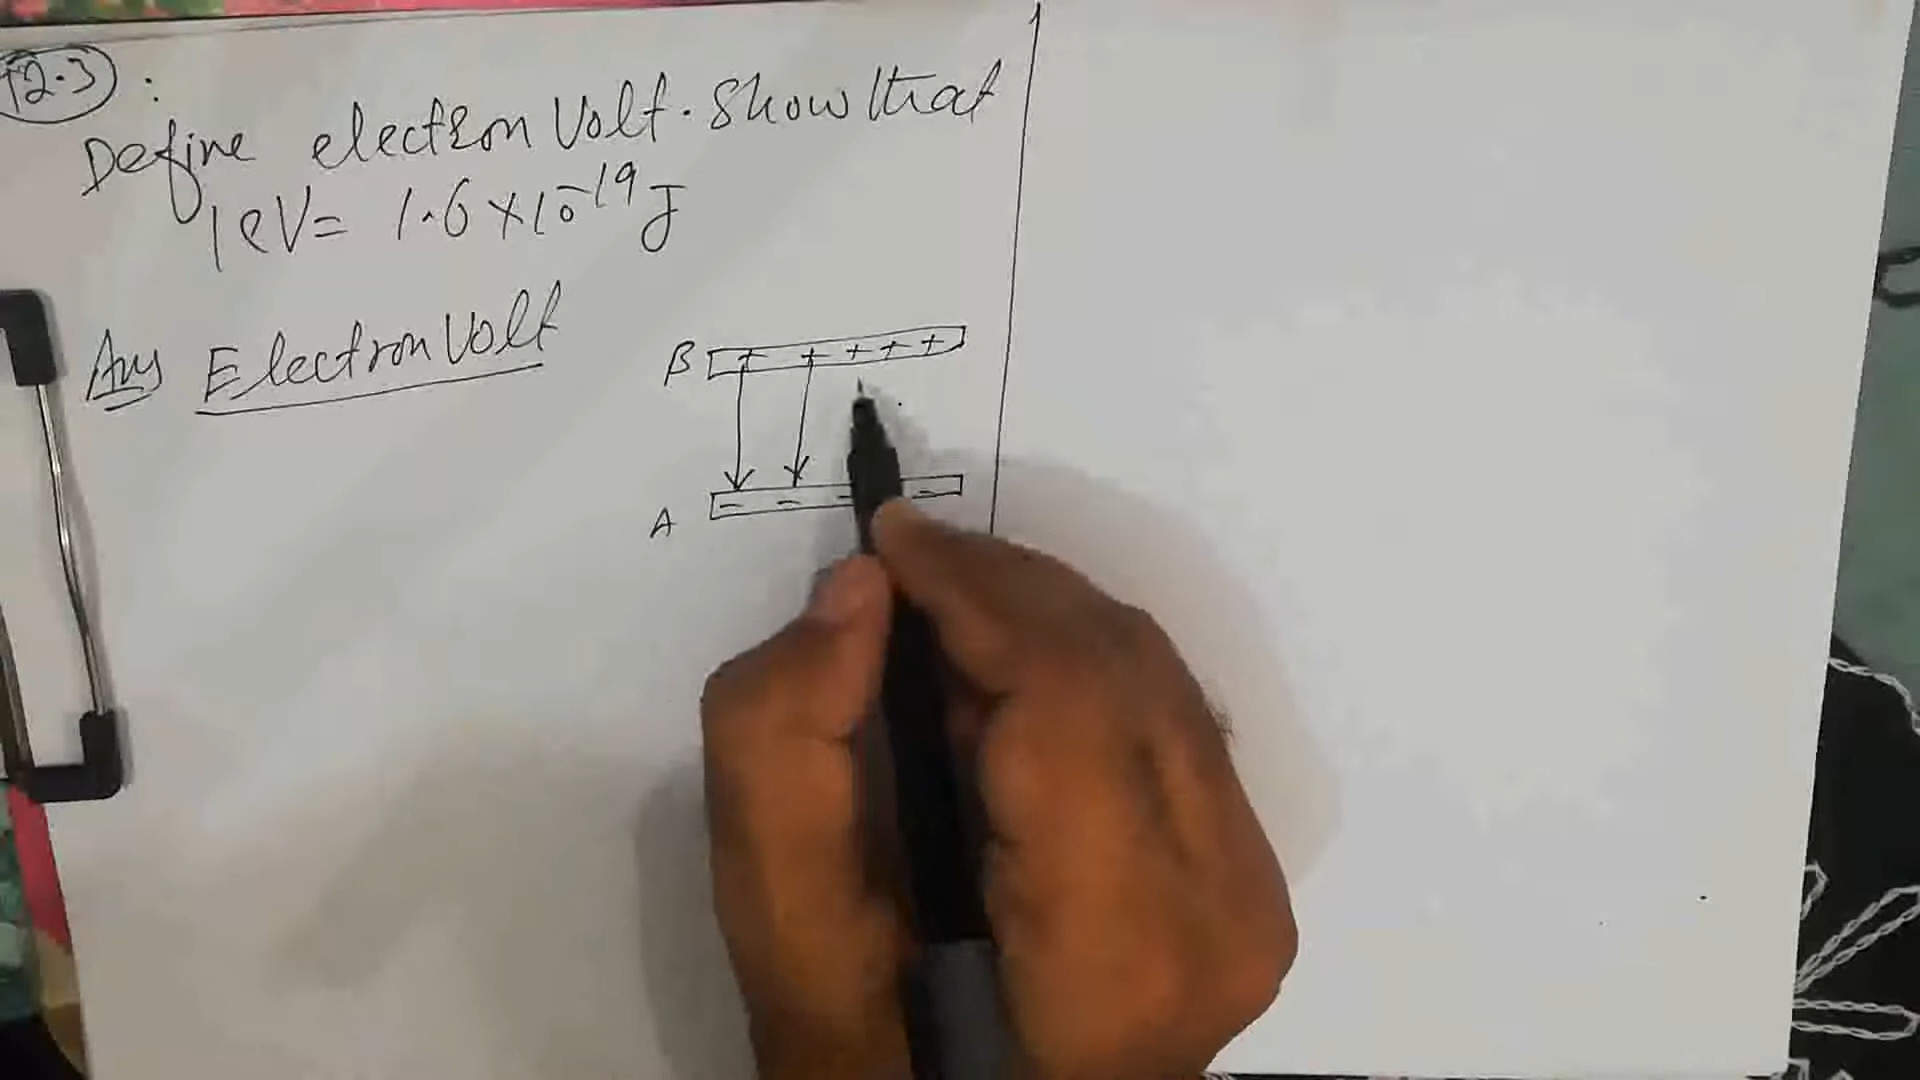 12.3 :
Define electron Volt. Show that
1eV = 1.6 × 10⁻¹⁹ J
Ans Electron Volt
B + + + + +
A - - - -